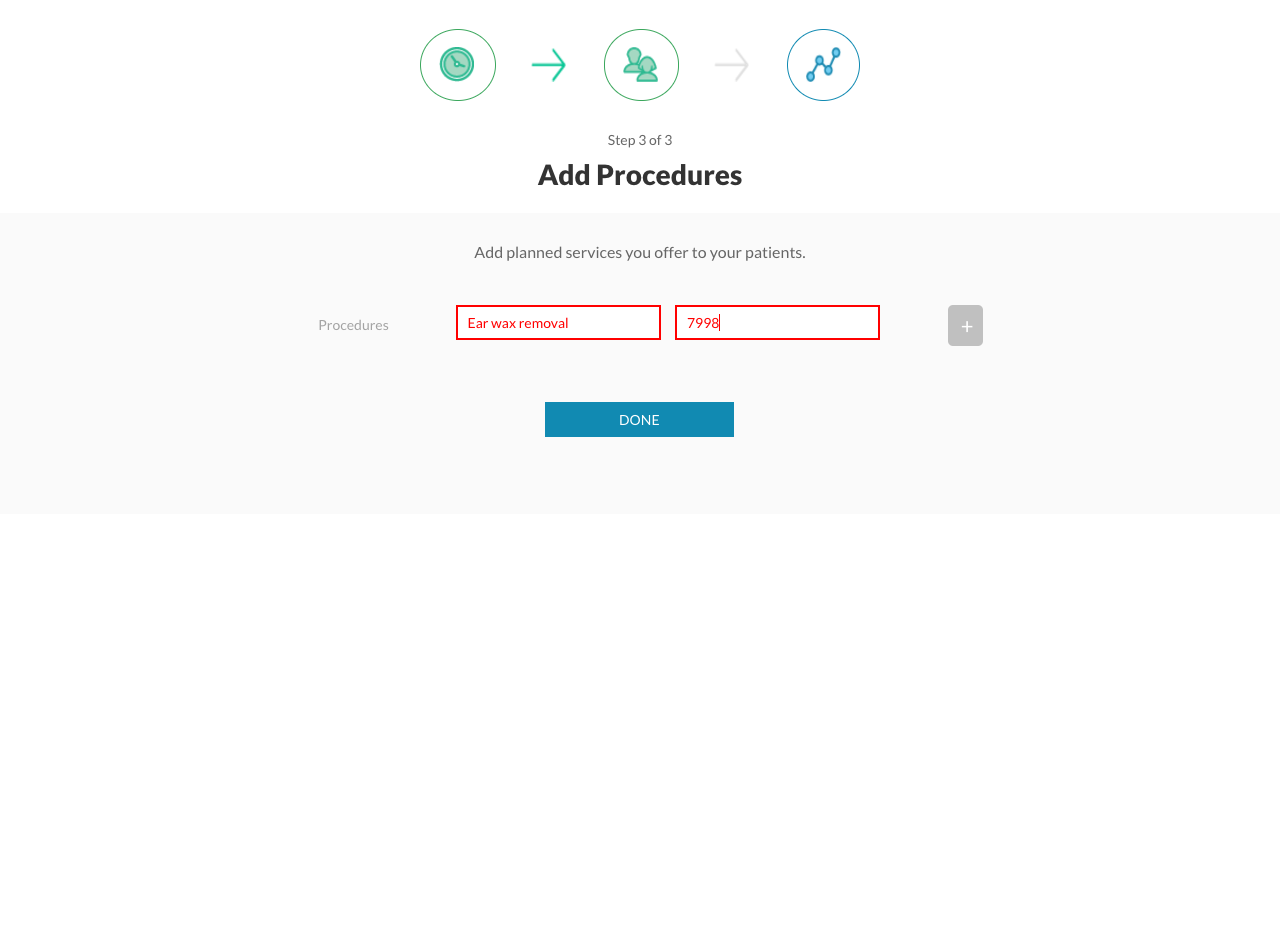 Step 3 of 3
Add Procedures
Add planned services you offer to your patients.
Procedures
Ear wax removal
7998
+
DONE